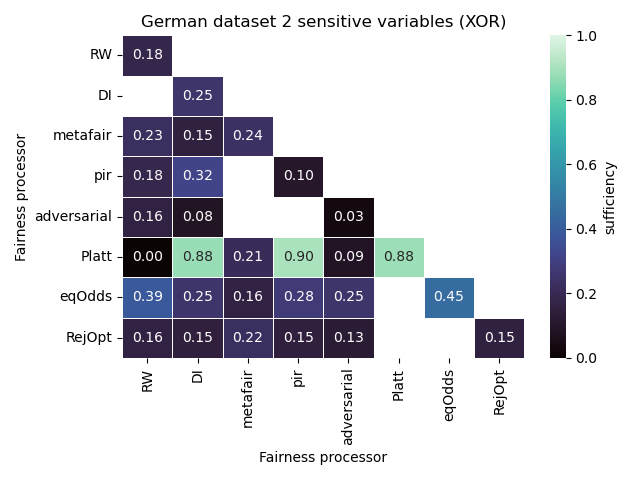 German dataset 2 sensitive variables (XOR)
RW 0.18
DI 0.25
metafair 0.23 0.15 0.24
pir 0.18 0.32 0.10
adversarial 0.16 0.08 0.03
Platt 0.00 0.88 0.21 0.90 0.09 0.88
eqOdds 0.39 0.25 0.16 0.28 0.25 0.45
RejOpt 0.16 0.15 0.22 0.15 0.13 0.15
RW DI metafair pir adversarial Platt eqOdds RejOpt
Fairness processor
Fairness processor
1.0
0.8
0.6
0.4
0.2
0.0
sufficiency